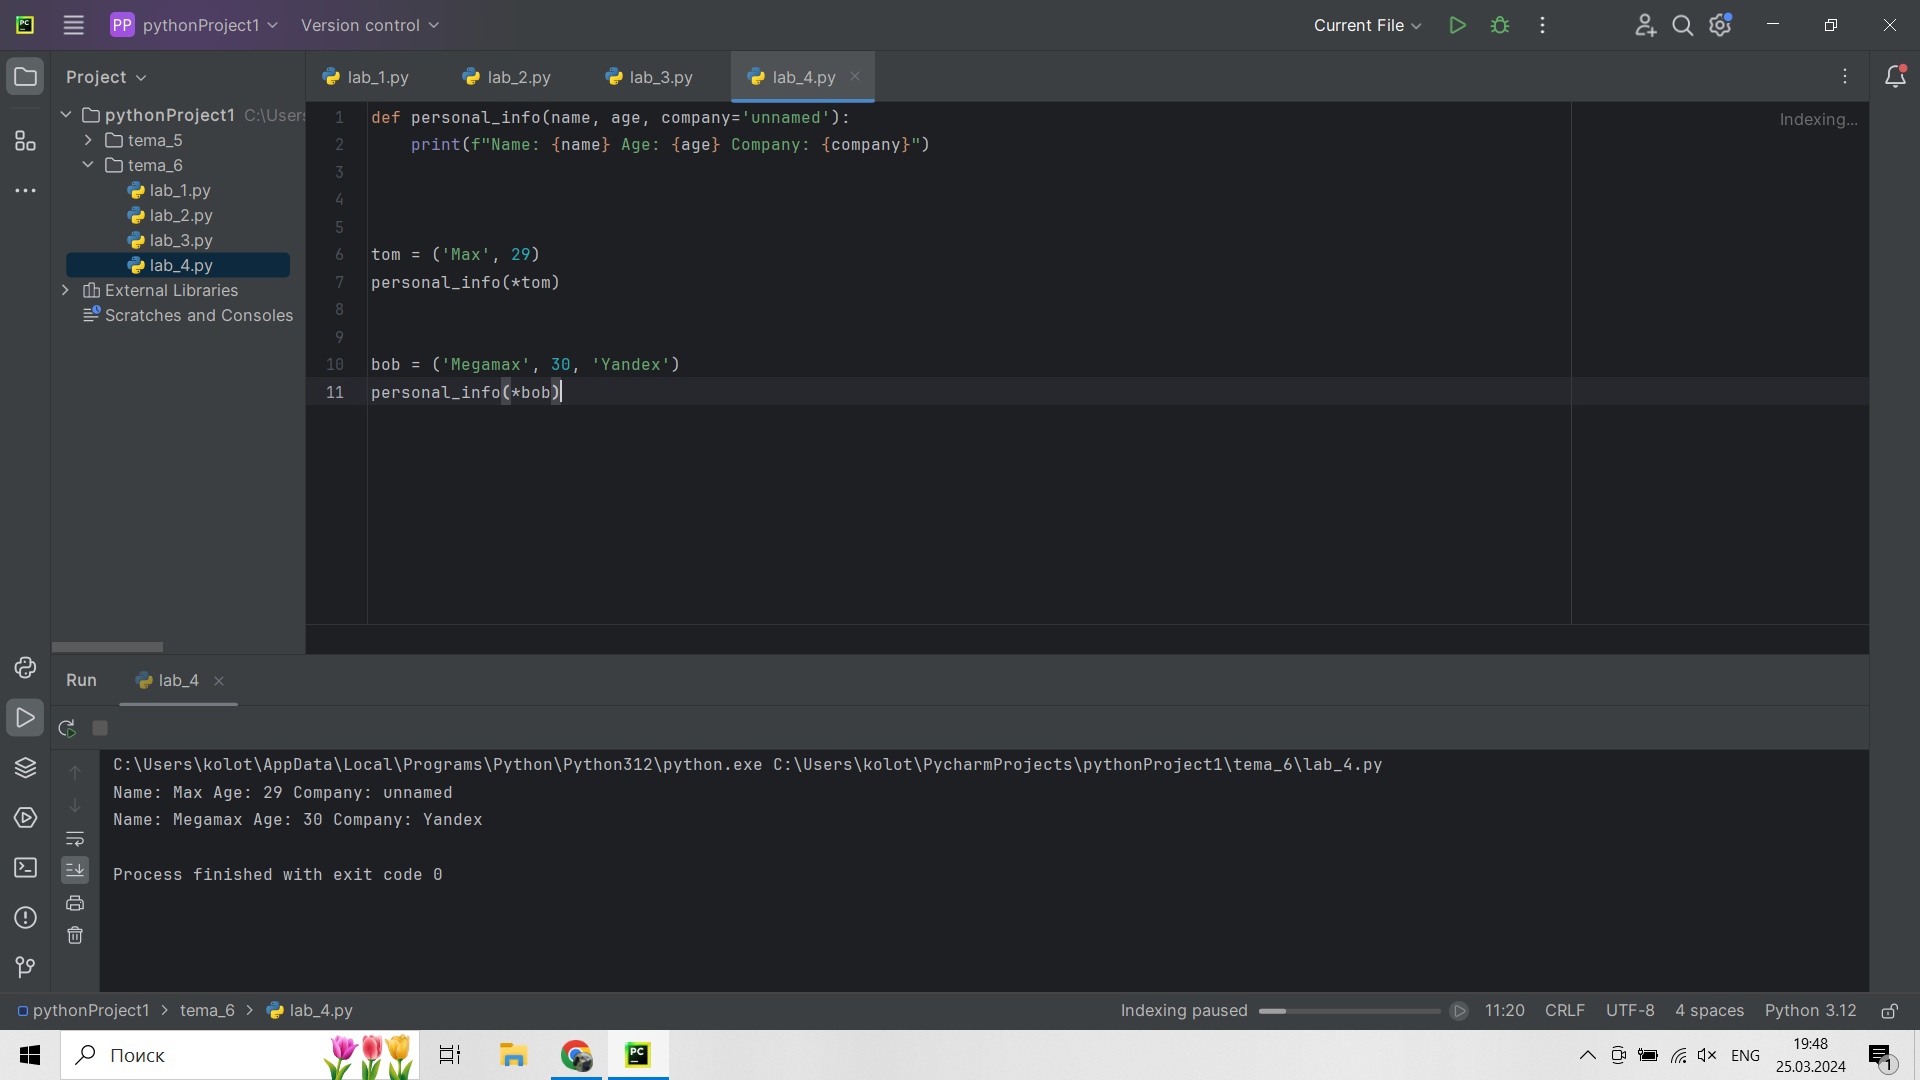 PC
PP pythonProject1 Version control
Current File
Project
lab_1.py lab_2.py lab_3.py lab_4.py
pythonProject1 C:\Users
tema_5
tema_6
lab_1.py
lab_2.py
lab_3.py
lab_4.py
External Libraries
Scratches and Consoles
Indexing...
1 def personal_info(name, age, company='unnamed'):
2 print(f"Name: {name} Age: {age} Company: {company}")
3
4
5
6 tom = ('Max', 29)
7 personal_info(*tom)
8
9
10 bob = ('Megamax', 30, 'Yandex')
11 personal_info(*bob)
Run lab_4
C:\Users\kolot\AppData\Local\Programs\Python\Python312\python.exe C:\Users\kolot\PycharmProjects\pythonProject1\tema_6\lab_4.py
Name: Max Age: 29 Company: unnamed
Name: Megamax Age: 30 Company: Yandex
Process finished with exit code 0
pythonProject1 > tema_6 > lab_4.py
Indexing paused 11:20 CRLF UTF-8 4 spaces Python 3.12
Поиск
PC
ENG
19:48
25.03.2024
1